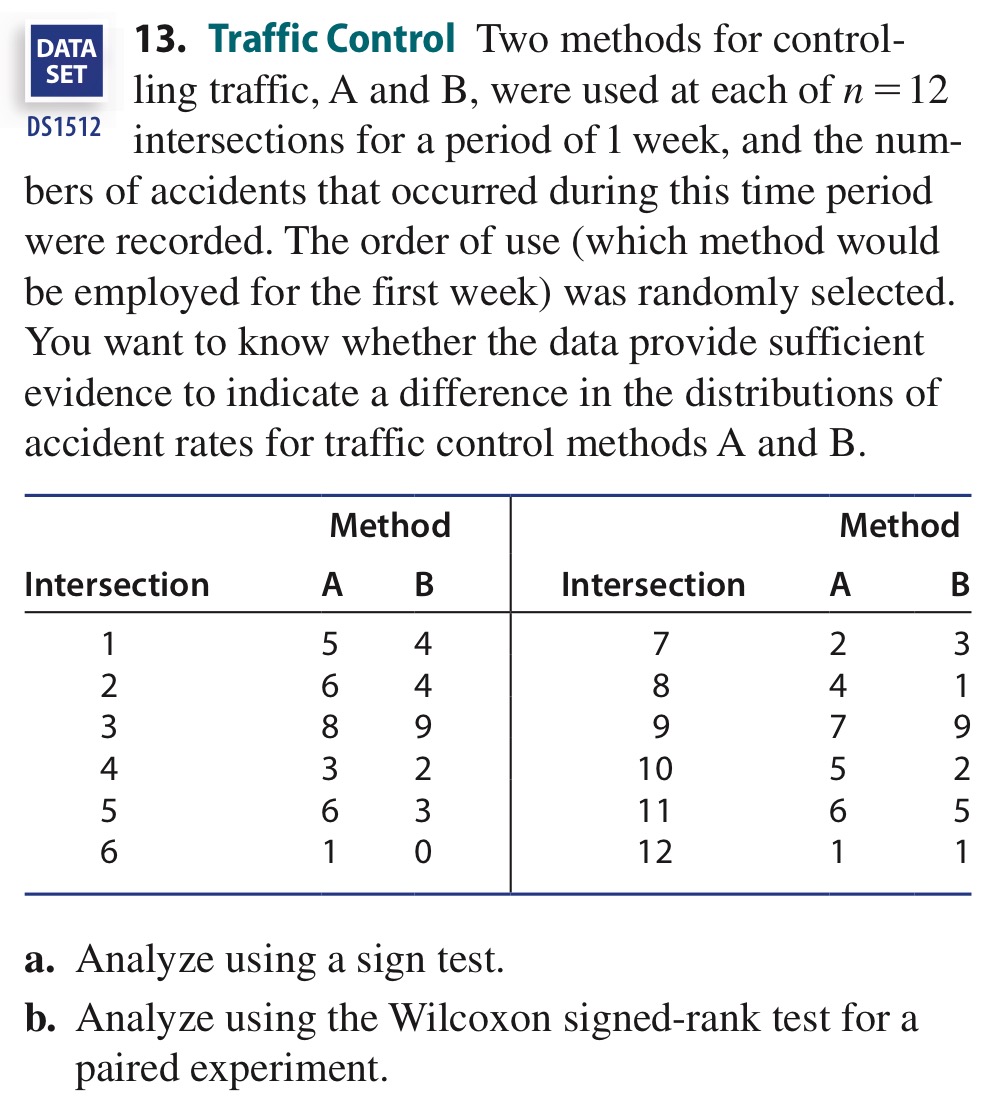 DATA
SET
DS1512
13. Traffic Control Two methods for control-
ling traffic, A and B, were used at each of n = 12
intersections for a period of 1 week, and the num-
bers of accidents that occurred during this time period
were recorded. The order of use (which method would
be employed for the first week) was randomly selected.
You want to know whether the data provide sufficient
evidence to indicate a difference in the distributions of
accident rates for traffic control methods A and B.
Method Method
Intersection A B Intersection A B
1 5 4 7 2 3
2 6 4 8 4 1
3 8 9 9 7 9
4 3 2 10 5 2
5 6 3 11 6 5
6 1 0 12 1 1
a. Analyze using a sign test.
b. Analyze using the Wilcoxon signed-rank test for a
paired experiment.